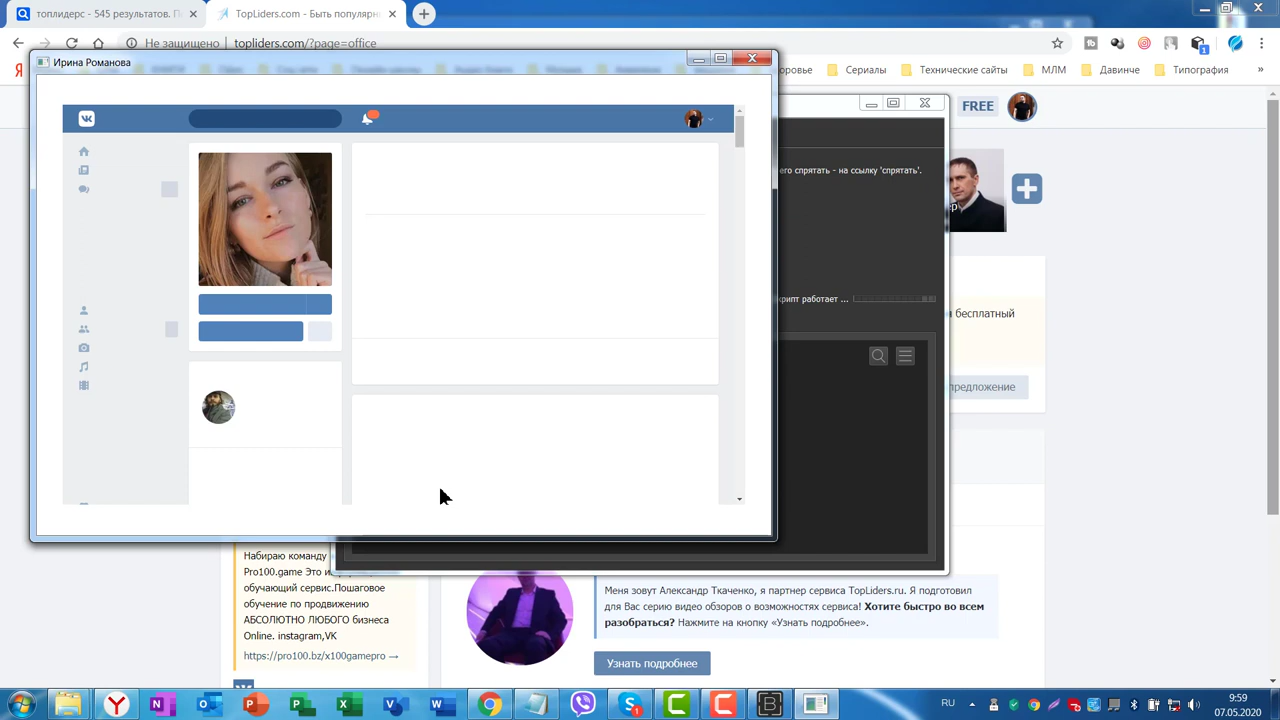 топлидерс - 545 результатов. П
TopLiders.com - Быть популярн
Не защищено
topliders.com/?page=office
Ирина Романова
Я
оровье
Сериалы
Технические сайты
МЛМ
Давинче
Типография
»
FREE
его спрятать - на ссылку 'спрятать'.
р
крипт работает ...
бесплатный
предложение
Набираю команду
Pro100.game Это и
обучающий сервис.Пошаговое
обучение по продвижению
АБСОЛЮТНО ЛЮБОГО бизнеса
Online. instagram,VK
https://pro100.bz/x100gamepro →
Меня зовут Александр Ткаченко, я партнер сервиса TopLiders.ru. Я подготовил
для Вас серию видео обзоров о возможностях сервиса! Хотите быстро во всем
разобраться? Нажмите на кнопку «Узнать подробнее».
Узнать подробнее
RU
9:59
07.05.2020